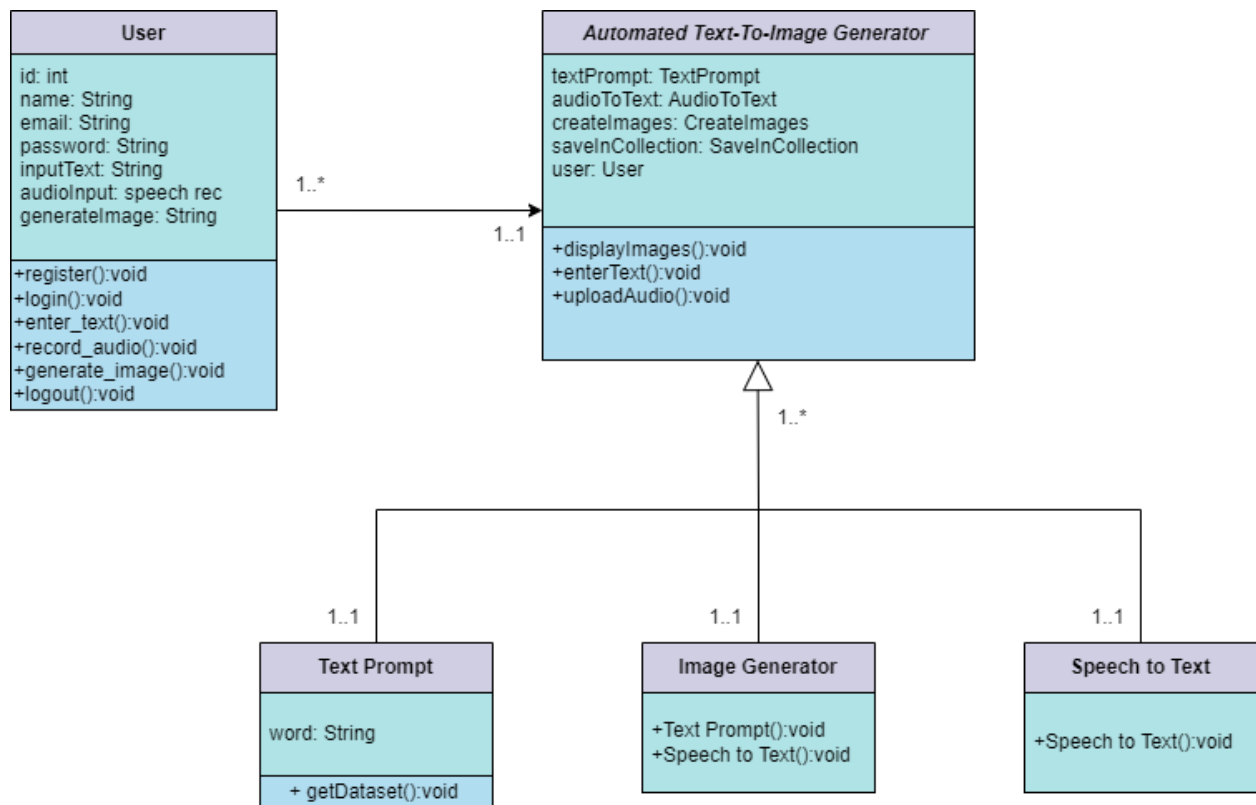 User
id: int
name: String
email: String
password: String
inputText: String
audioInput: speech rec
generateImage: String
+register():void
+login():void
+enter_text():void
+record_audio():void
+generate_image():void
+logout():void
1..*
1..1
Automated Text-To-Image Generator
textPrompt: TextPrompt
audioToText: AudioToText
createImages: CreateImages
saveInCollection: SaveInCollection
user: User
+displayImages():void
+enterText():void
+uploadAudio():void
1..*
1..1
1..1
1..1
Text Prompt
word: String
+ getDataset():void
Image Generator
+Text Prompt():void
+Speech to Text():void
Speech to Text
+Speech to Text():void